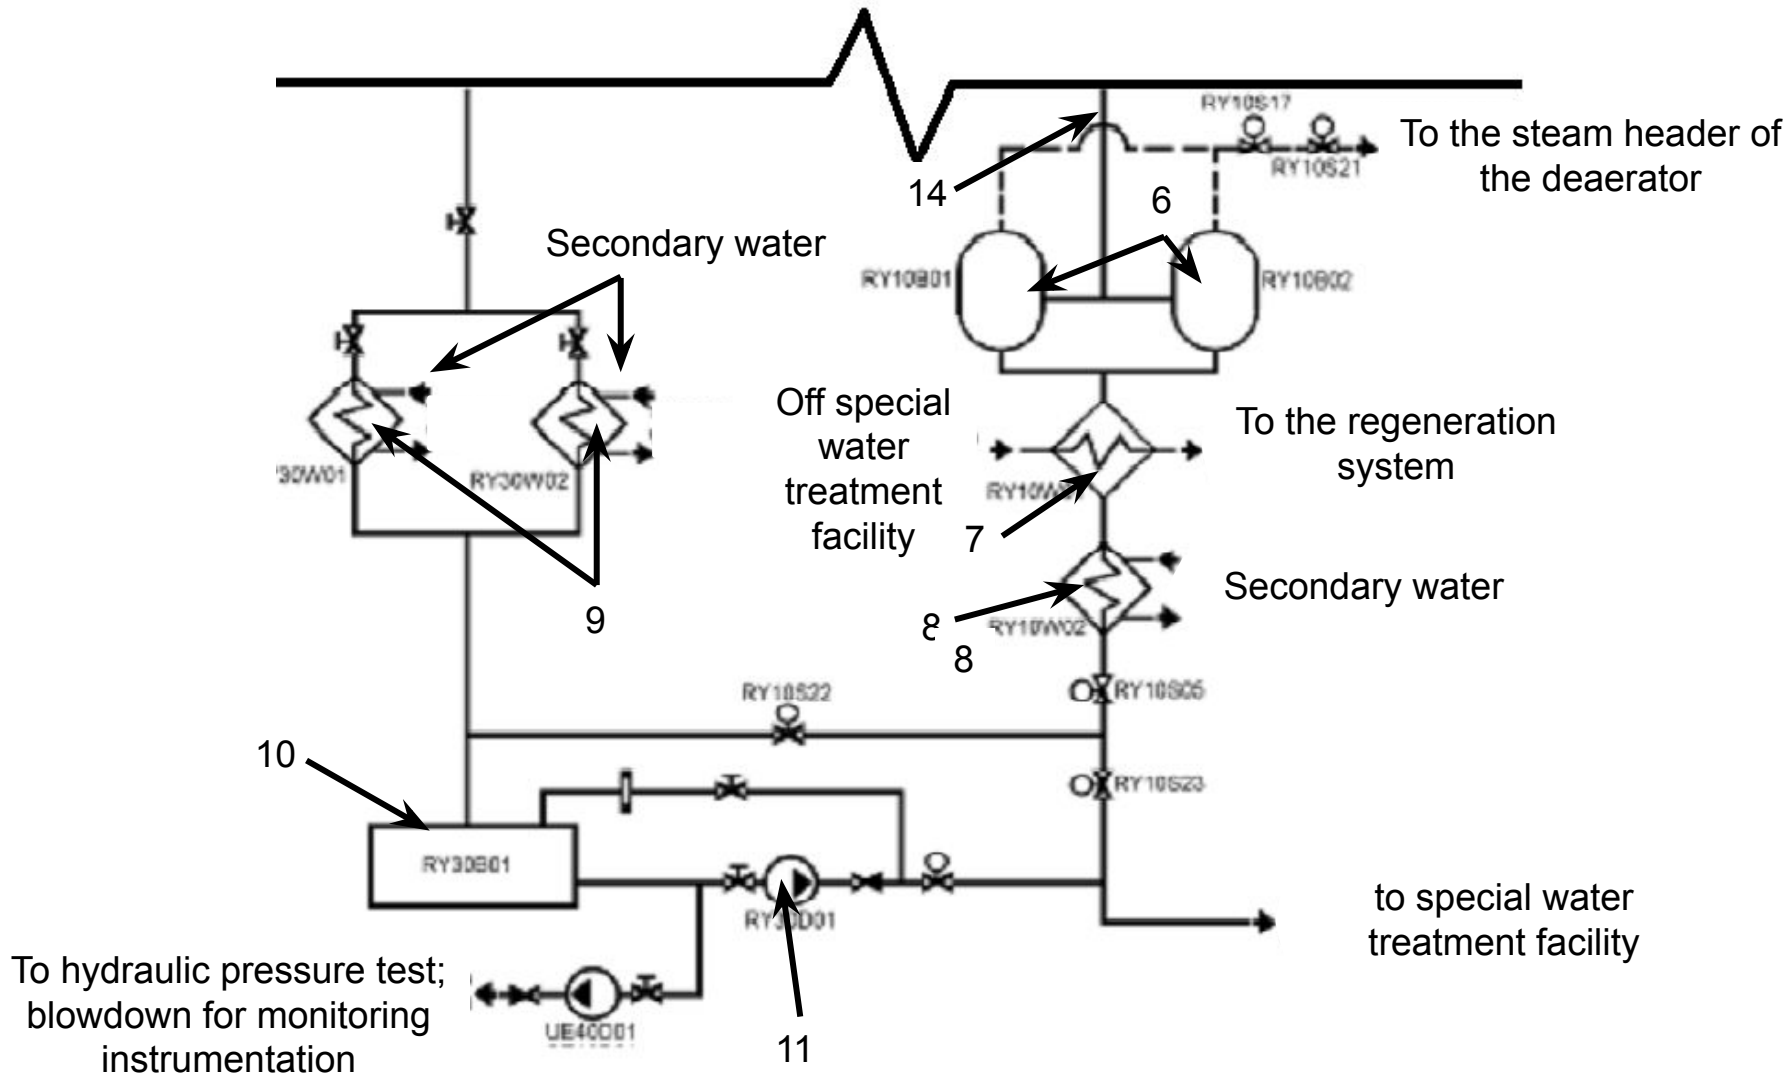 RY10S17
To the steam header of
the deaerator
RY10S21
14
6
Secondary water
RY10B01
RY10B02
Off special
water
treatment
facility
To the regeneration
system
30W01
RY30W02
7
Secondary water
9
8
RY10W02
8
RY10S05
RY10S22
10
RY10S23
RY30B01
RY30D01
to special water
treatment facility
To hydraulic pressure test;
blowdown for monitoring
instrumentation
UE40D01
11